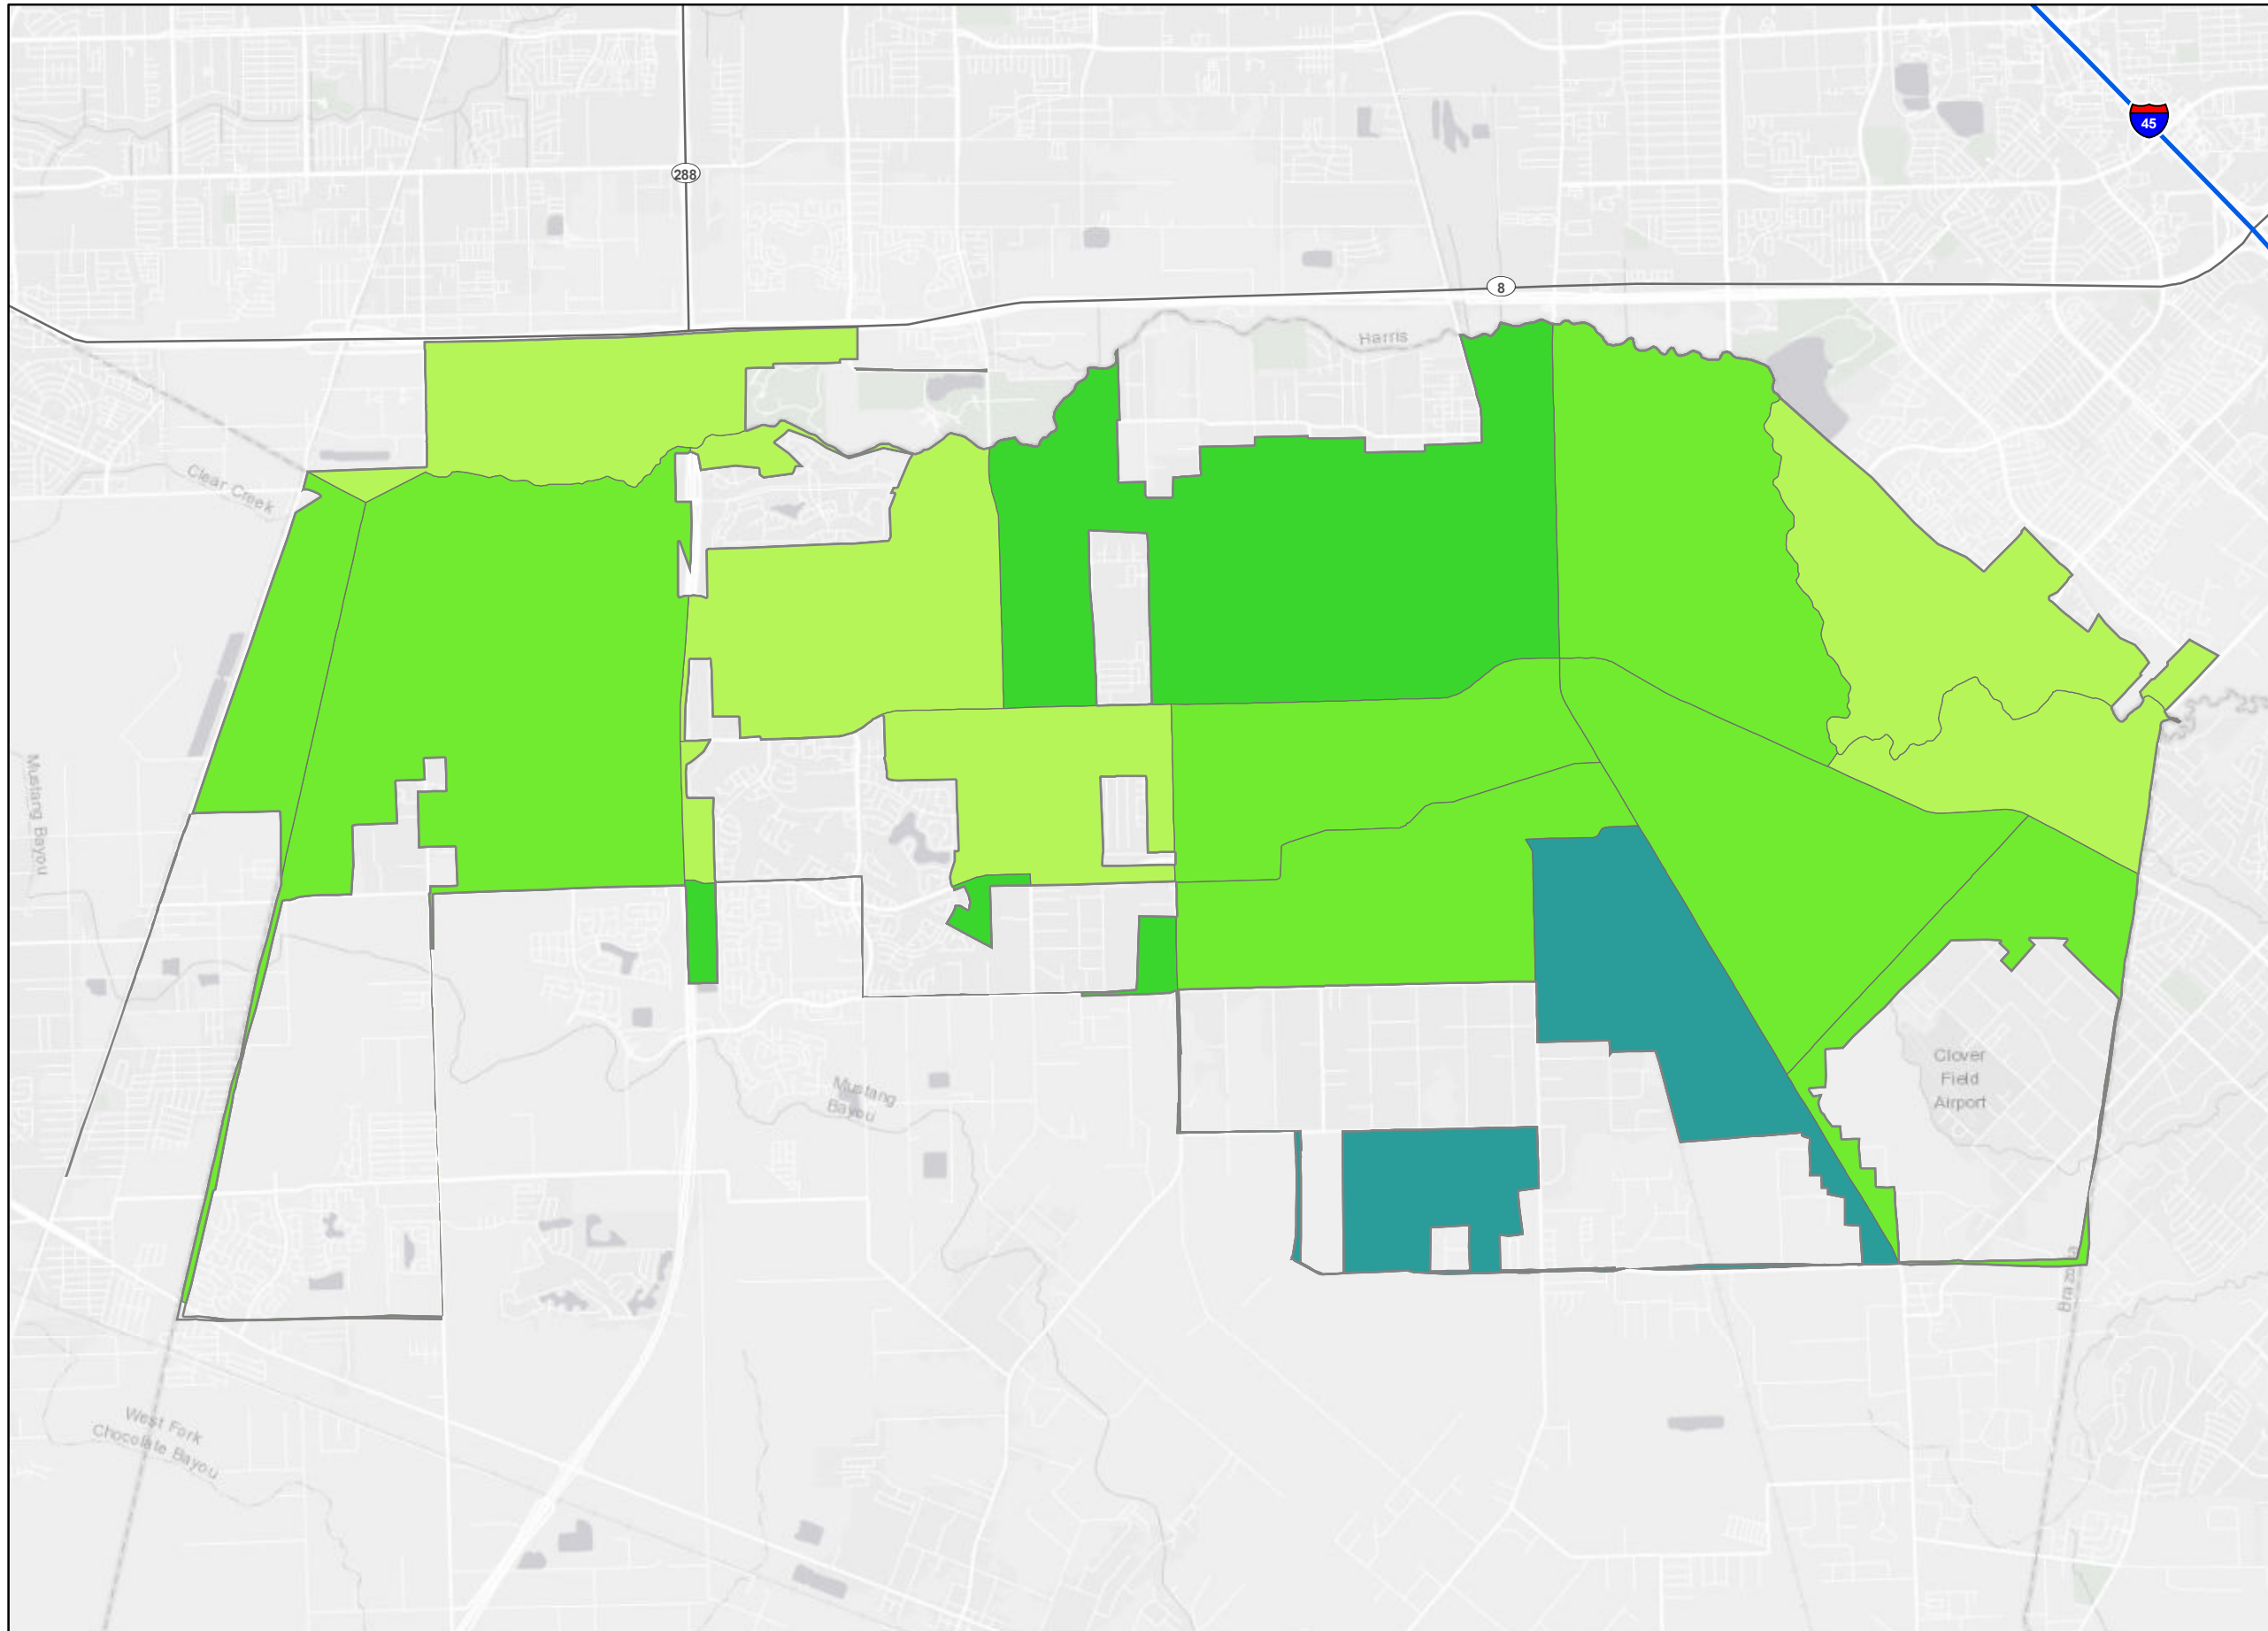 45
288
8
Harris
Clear Creek
Mustang Bayou
Clover
Field
Airport
Mustang
Bayou
West Fork
Chocolate Bayou